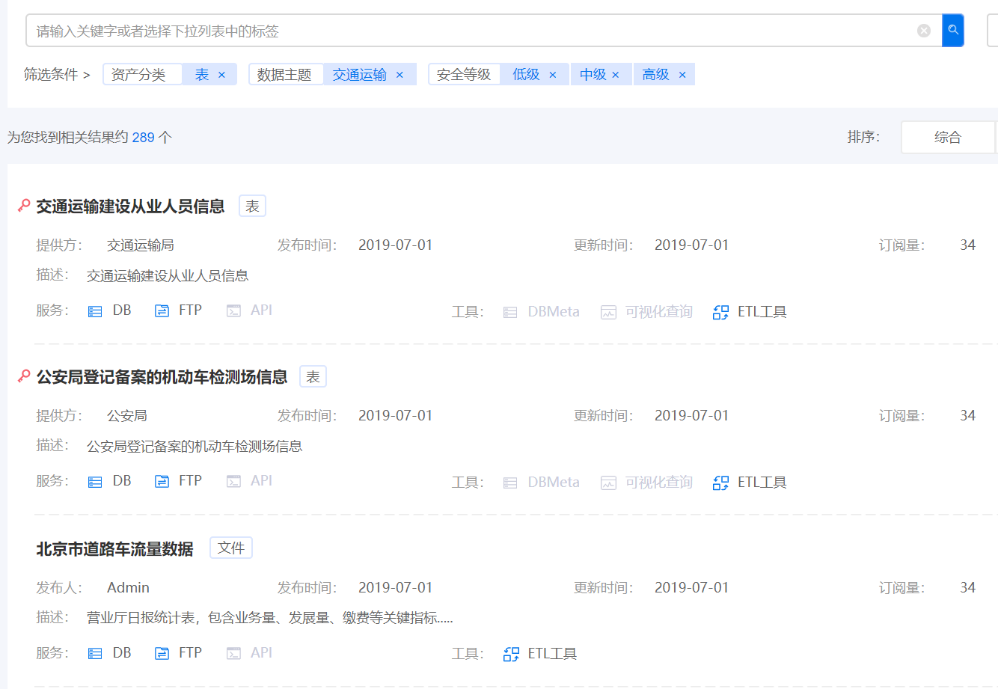 请输入关键字或者选择下拉列表中的标签
筛选条件 > 资产分类 表 × 数据主题 交通运输 × 安全等级 低级 × 中级 × 高级 ×
为您找到相关结果约 289 个 排序： 综合
交通运输建设从业人员信息 表
提供方： 交通运输局 发布时间： 2019-07-01 更新时间： 2019-07-01 订阅量： 34
描述： 交通运输建设从业人员信息
服务： DB FTP API 工具： DBMeta 可视化查询 ETL工具
公安局登记备案的机动车检测场信息 表
提供方： 公安局 发布时间： 2019-07-01 更新时间： 2019-07-01 订阅量： 34
描述： 公安局登记备案的机动车检测场信息
服务： DB FTP API 工具： DBMeta 可视化查询 ETL工具
北京市道路车流量数据 文件
发布人： Admin 发布时间： 2019-07-01 更新时间： 2019-07-01 订阅量： 34
描述： 营业厅日报统计表，包含业务量、发展量、缴费等关键指标.....
服务： DB FTP API 工具： ETL工具